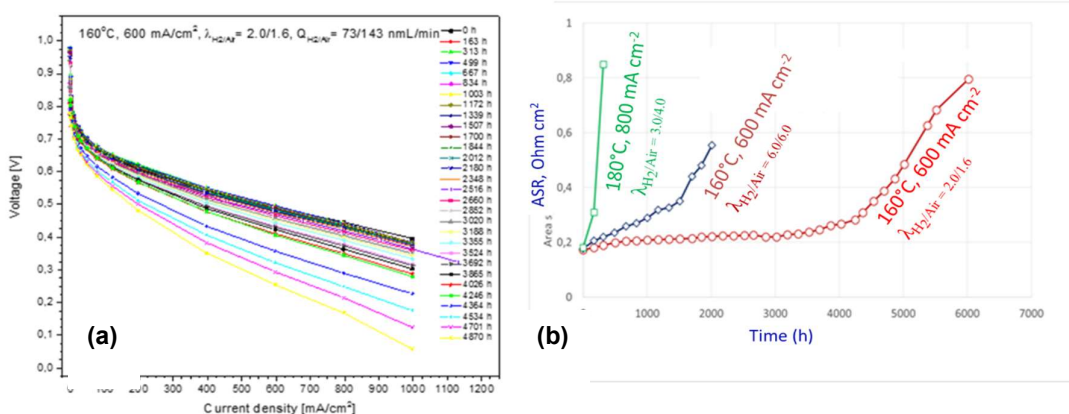 (a)
160°C, 600 mA/cm², λH2/Air= 2.0/1.6, QH2/Air= 73/143 nmL/min
1,0
0,9
0,8
0,7
0,6
0,5
0,4
0,3
0,2
0,1
0,0
Voltage [V]
200
300
400
500
600
700
800
900
1000
1100
1200
Current density [mA/cm²]
0 h
163 h
313 h
499 h
667 h
834 h
1003 h
1172 h
1339 h
1507 h
1700 h
1844 h
2012 h
2180 h
2348 h
2516 h
2660 h
2852 h
3020 h
3188 h
3355 h
3524 h
3692 h
3865 h
4026 h
4246 h
4364 h
4534 h
4701 h
4870 h
(b)
1
0,8
0,6
0,4
0,2
0
ASR, Ohm cm²
Area s
180°C, 800 mA cm-2
λH2/Air = 3.0/4.0
160°C, 600 mA cm-2
λH2/Air = 6.0/6.0
160°C, 600 mA cm-2
λH2/Air = 2.0/1.6
1000
2000
3000
4000
5000
6000
7000
Time (h)